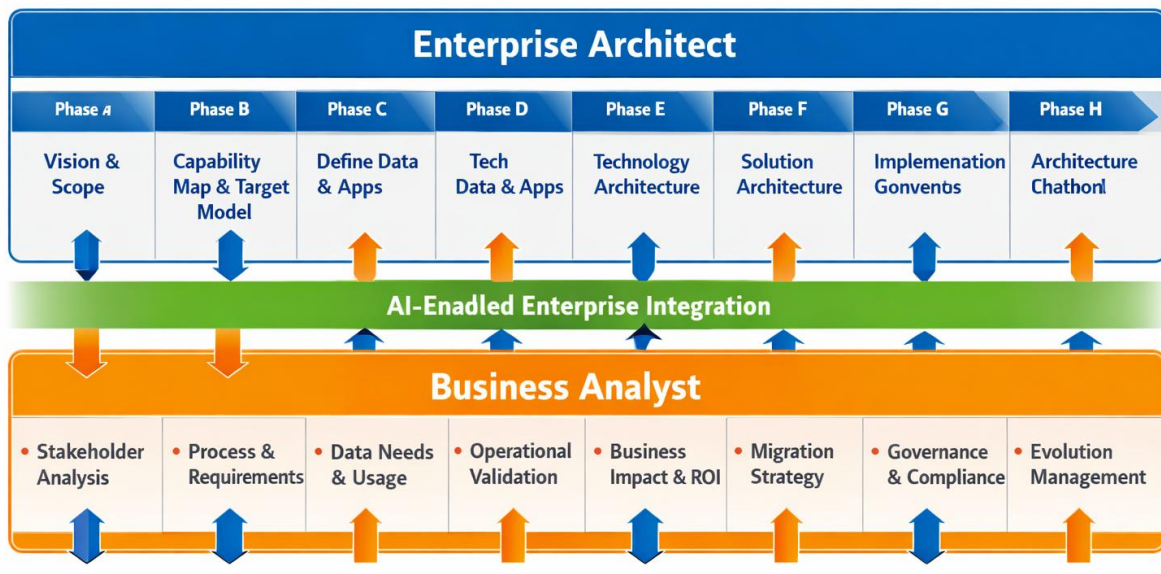 Enterprise Architect
Phase A
Phase B
Phase C
Phase D
Phase E
Phase F
Phase G
Phase H
Vision &
Scope
Capability
Map & Target
Model
Define Data
& Apps
Tech
Data & Apps
Technology
Architecture
Solution
Architecture
Implemenation
Gonvents
Architecture
AI-Enadled Enterprise Integration
Business Analyst
• Stakeholder
Analysis
• Process &
Requirements
• Data Needs
& Usage
• Operational
Validation
• Business
Impact & ROI
• Migration
Strategy
• Governance
& Compliance
• Evolution
Management